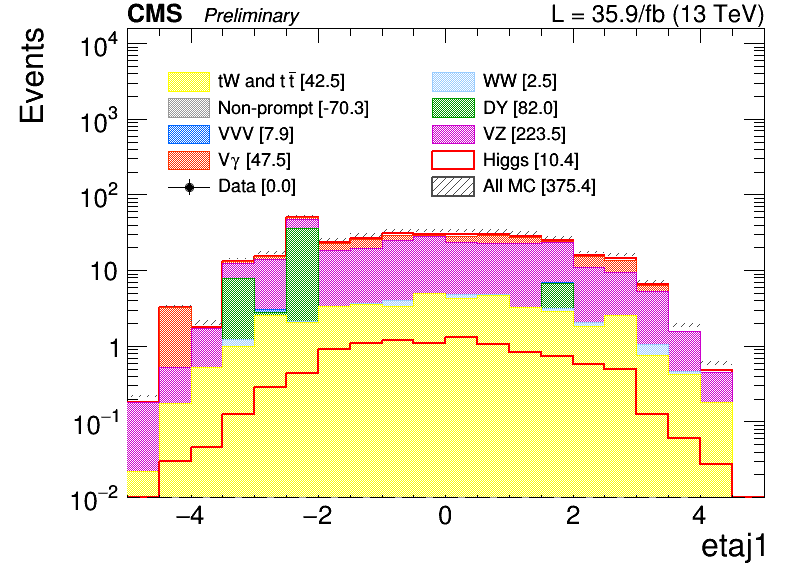 CMS Preliminary L = 35.9/fb (13 TeV)
Events
10⁴
10³
10²
10
1
10⁻¹
10⁻²
tW and t t̄ [42.5]
Non-prompt [-70.3]
VVV [7.9]
Vγ [47.5]
Data [0.0]
WW [2.5]
DY [82.0]
VZ [223.5]
Higgs [10.4]
All MC [375.4]
−4 −2 0 2 4
etaj1